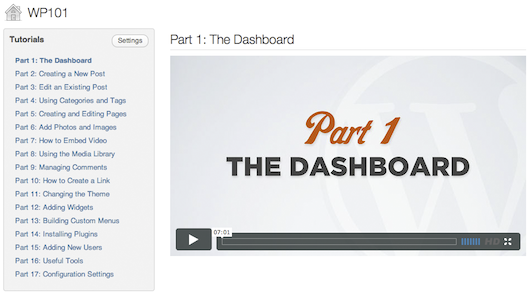 WP101
Tutorials
Settings
Part 1: The Dashboard
Part 2: Creating a New Post
Part 3: Edit an Existing Post
Part 4: Using Categories and Tags
Part 5: Creating and Editing Pages
Part 6: Add Photos and Images
Part 7: How to Embed Video
Part 8: Using the Media Library
Part 9: Managing Comments
Part 10: How to Create a Link
Part 11: Changing the Theme
Part 12: Adding Widgets
Part 13: Building Custom Menus
Part 14: Installing Plugins
Part 15: Adding New Users
Part 16: Useful Tools
Part 17: Configuration Settings
Part 1: The Dashboard
Part 1
THE DASHBOARD
07:01
HD